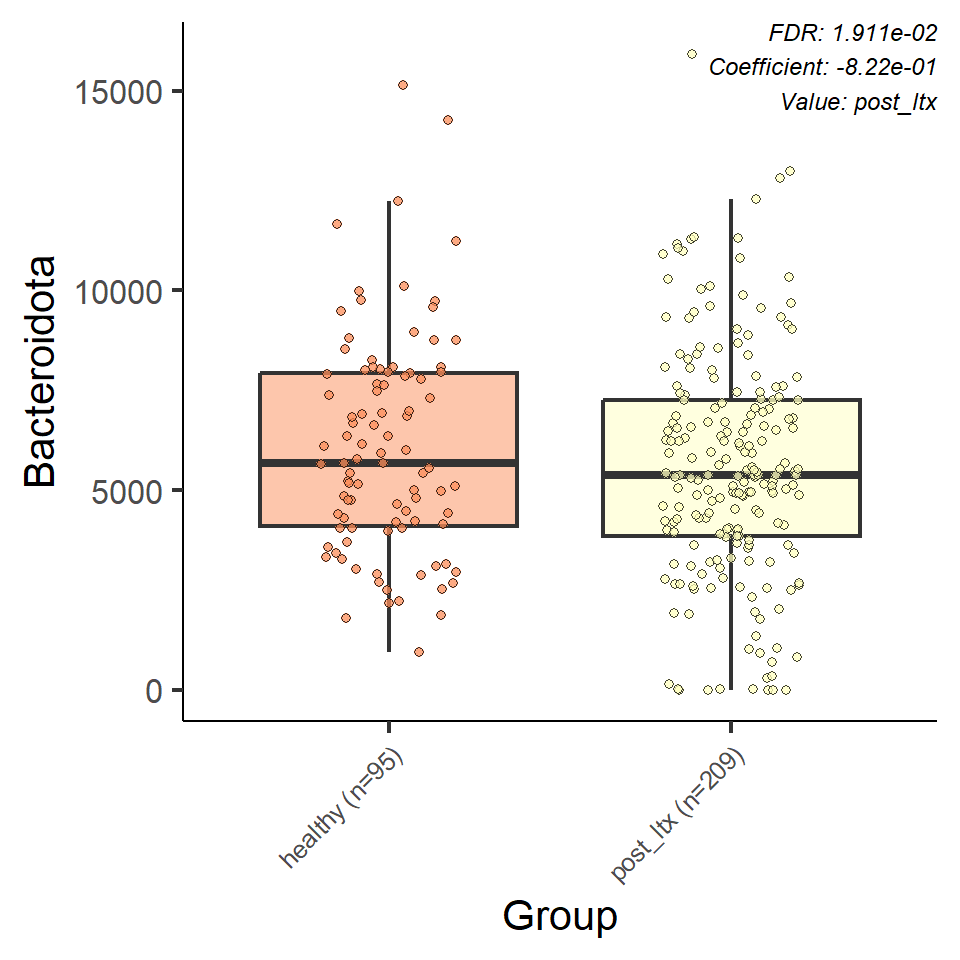 FDR: 1.911e-02
Coefficient: -8.22e-01
Value: post_ltx
15000
10000
5000
0
Bacteroidota
healthy (n=95)
post_ltx (n=209)
Group